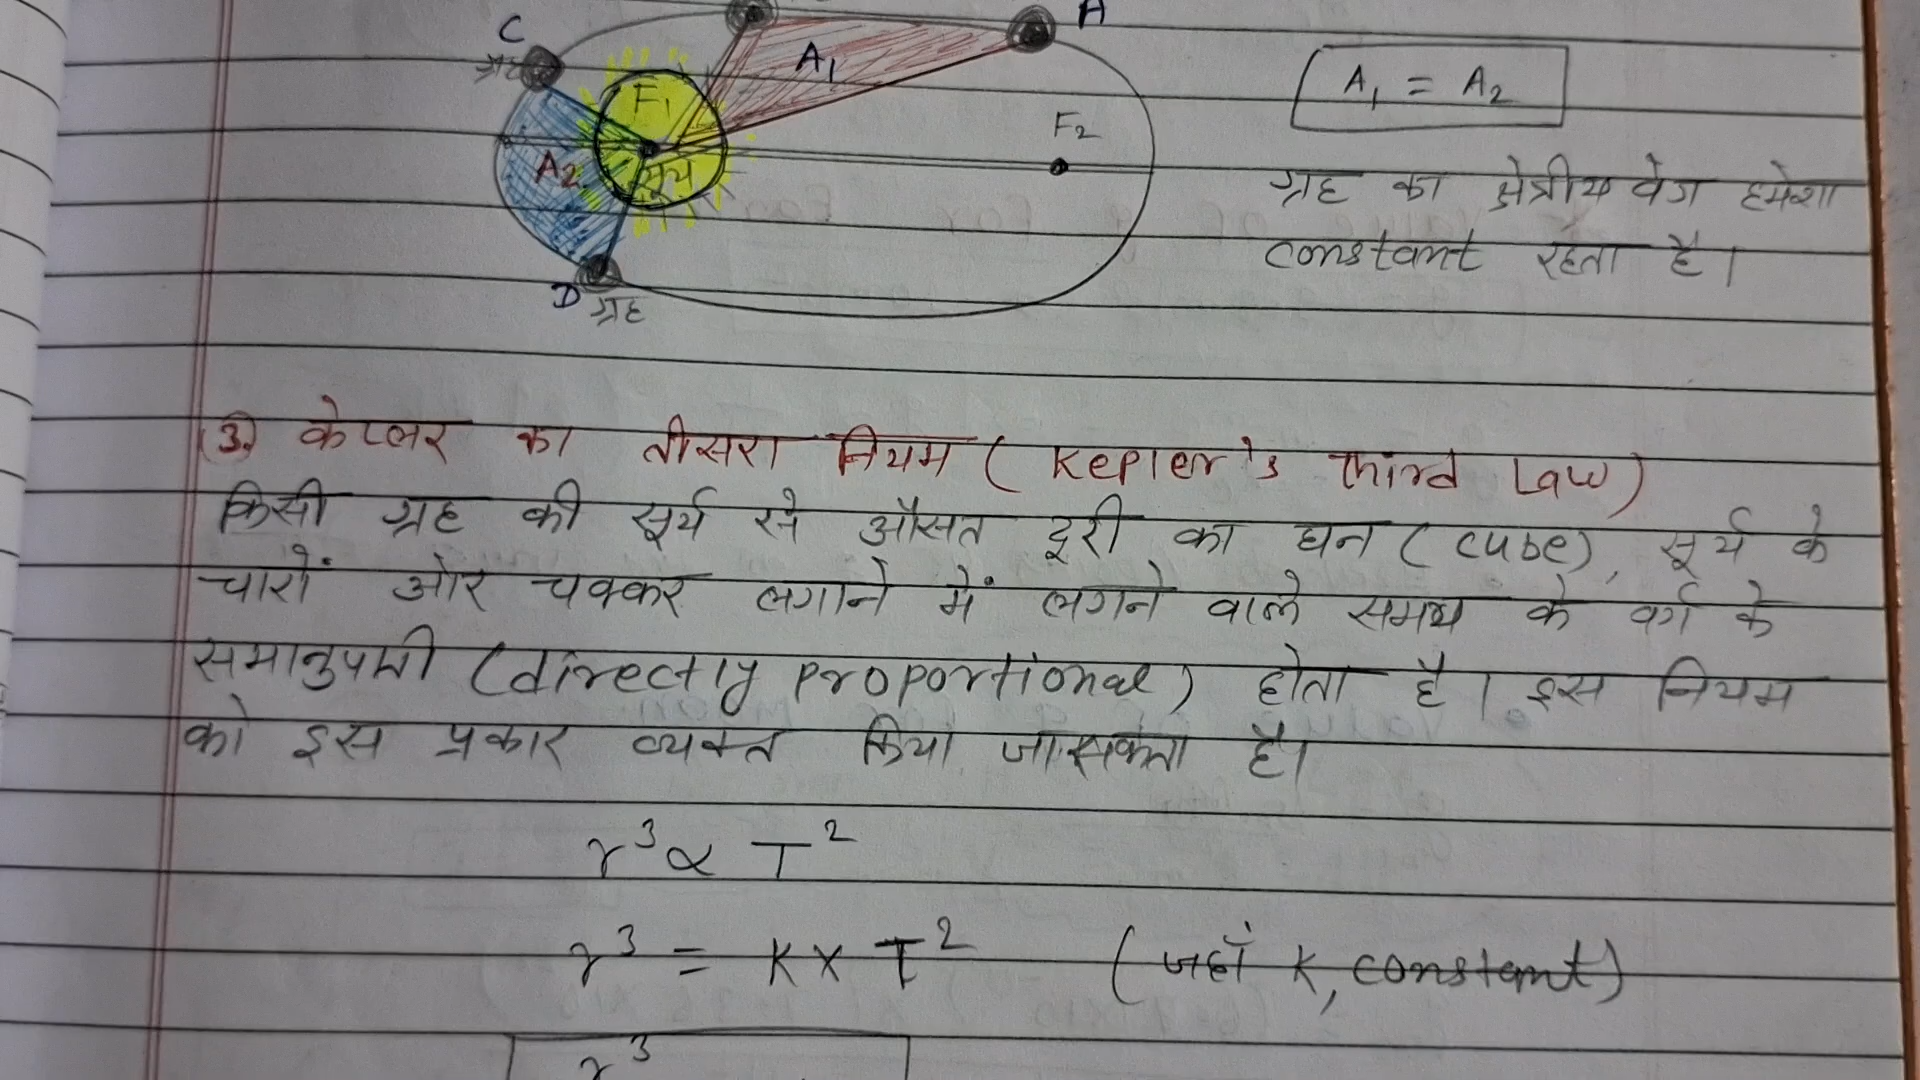 A
C
A₁
F₁
A₁ = A₂
F₂
A₂
सूर्य
ग्रह का क्षेत्रीय वेग हमेशा
constant रहता है।
D
ग्रह
(3.) केप्लर का तीसरा नियम ( Kepler's Third Law)
किसी ग्रह की सूर्य से औसत दूरी का घन ( cube), सूर्य के
चारों ओर चक्कर लगाने में लगने वाले समय के वर्ग के
समानुपाती (directly proportional) होता है। इस नियम
को इस प्रकार व्यक्त किया जा सकता है।
r³ ∝ T²
r³ = K × T² (जहाँ K, constant)
r³